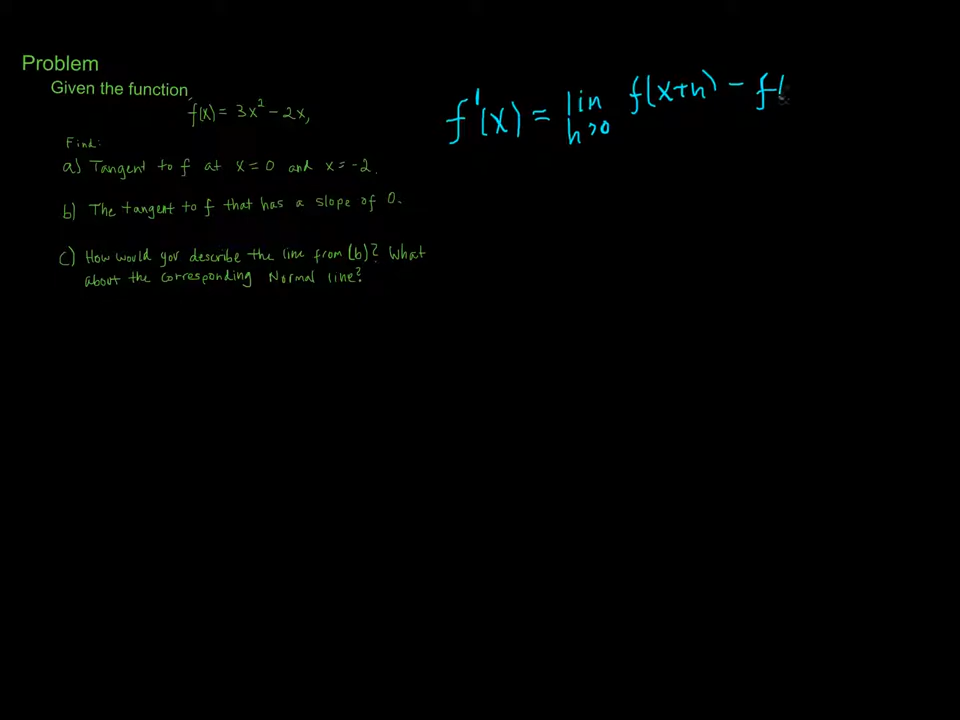 Problem
Given the function
f(x) = 3x² - 2x,
Find:
a) Tangent to f at x = 0 and x = -2.
b) The tangent to f that has a slope of 0.
c) How would you describe the line from (b)? What
about the corresponding Normal line?
f'(x) = lim f(x+h) - f(
h→0